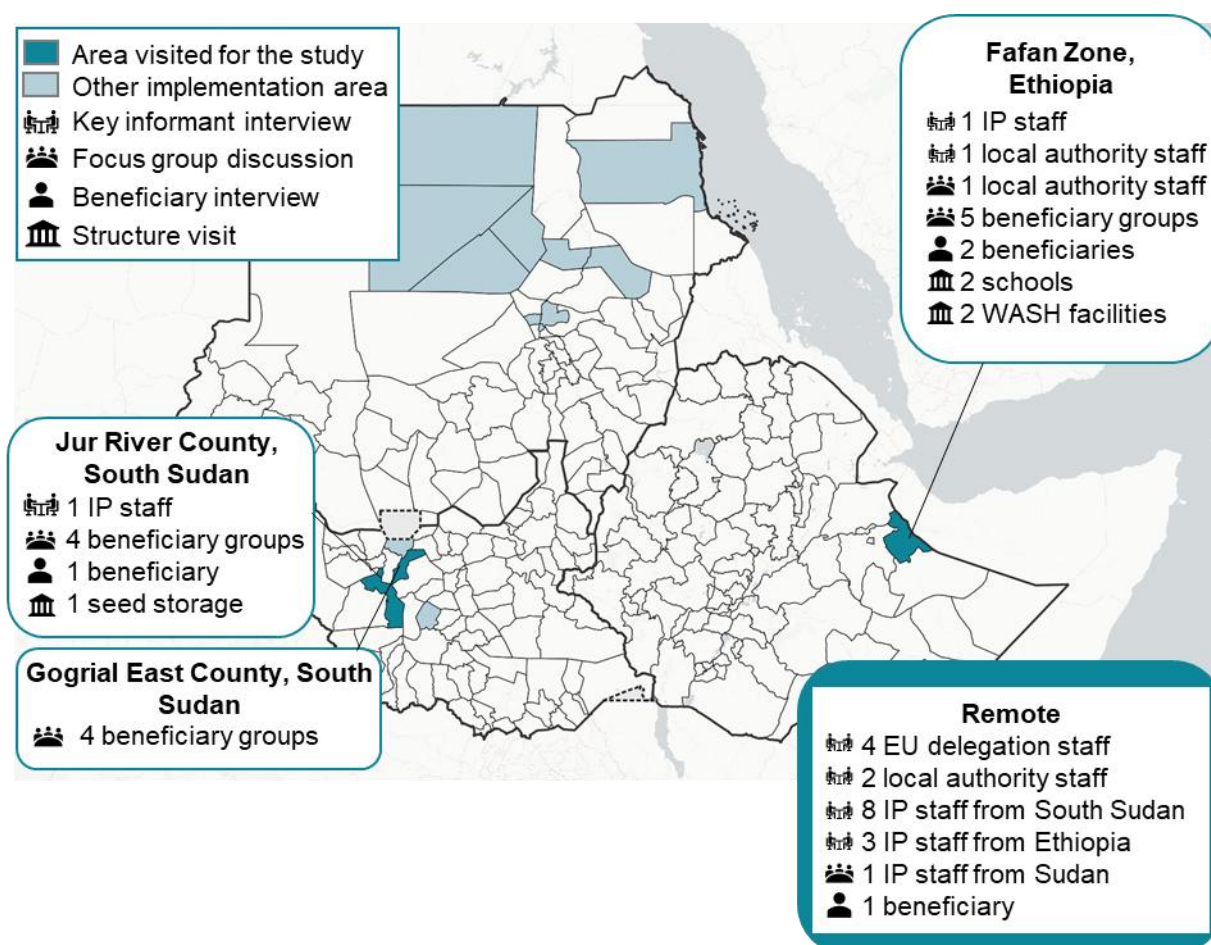 Area visited for the study
Other implementation area
Key informant interview
Focus group discussion
Beneficiary interview
Structure visit
Fafan Zone,
Ethiopia
1 IP staff
1 local authority staff
1 local authority staff
5 beneficiary groups
2 beneficiaries
2 schools
2 WASH facilities
Jur River County,
South Sudan
1 IP staff
4 beneficiary groups
1 beneficiary
1 seed storage
Gogrial East County, South
Sudan
4 beneficiary groups
Remote
4 EU delegation staff
2 local authority staff
8 IP staff from South Sudan
3 IP staff from Ethiopia
1 IP staff from Sudan
1 beneficiary